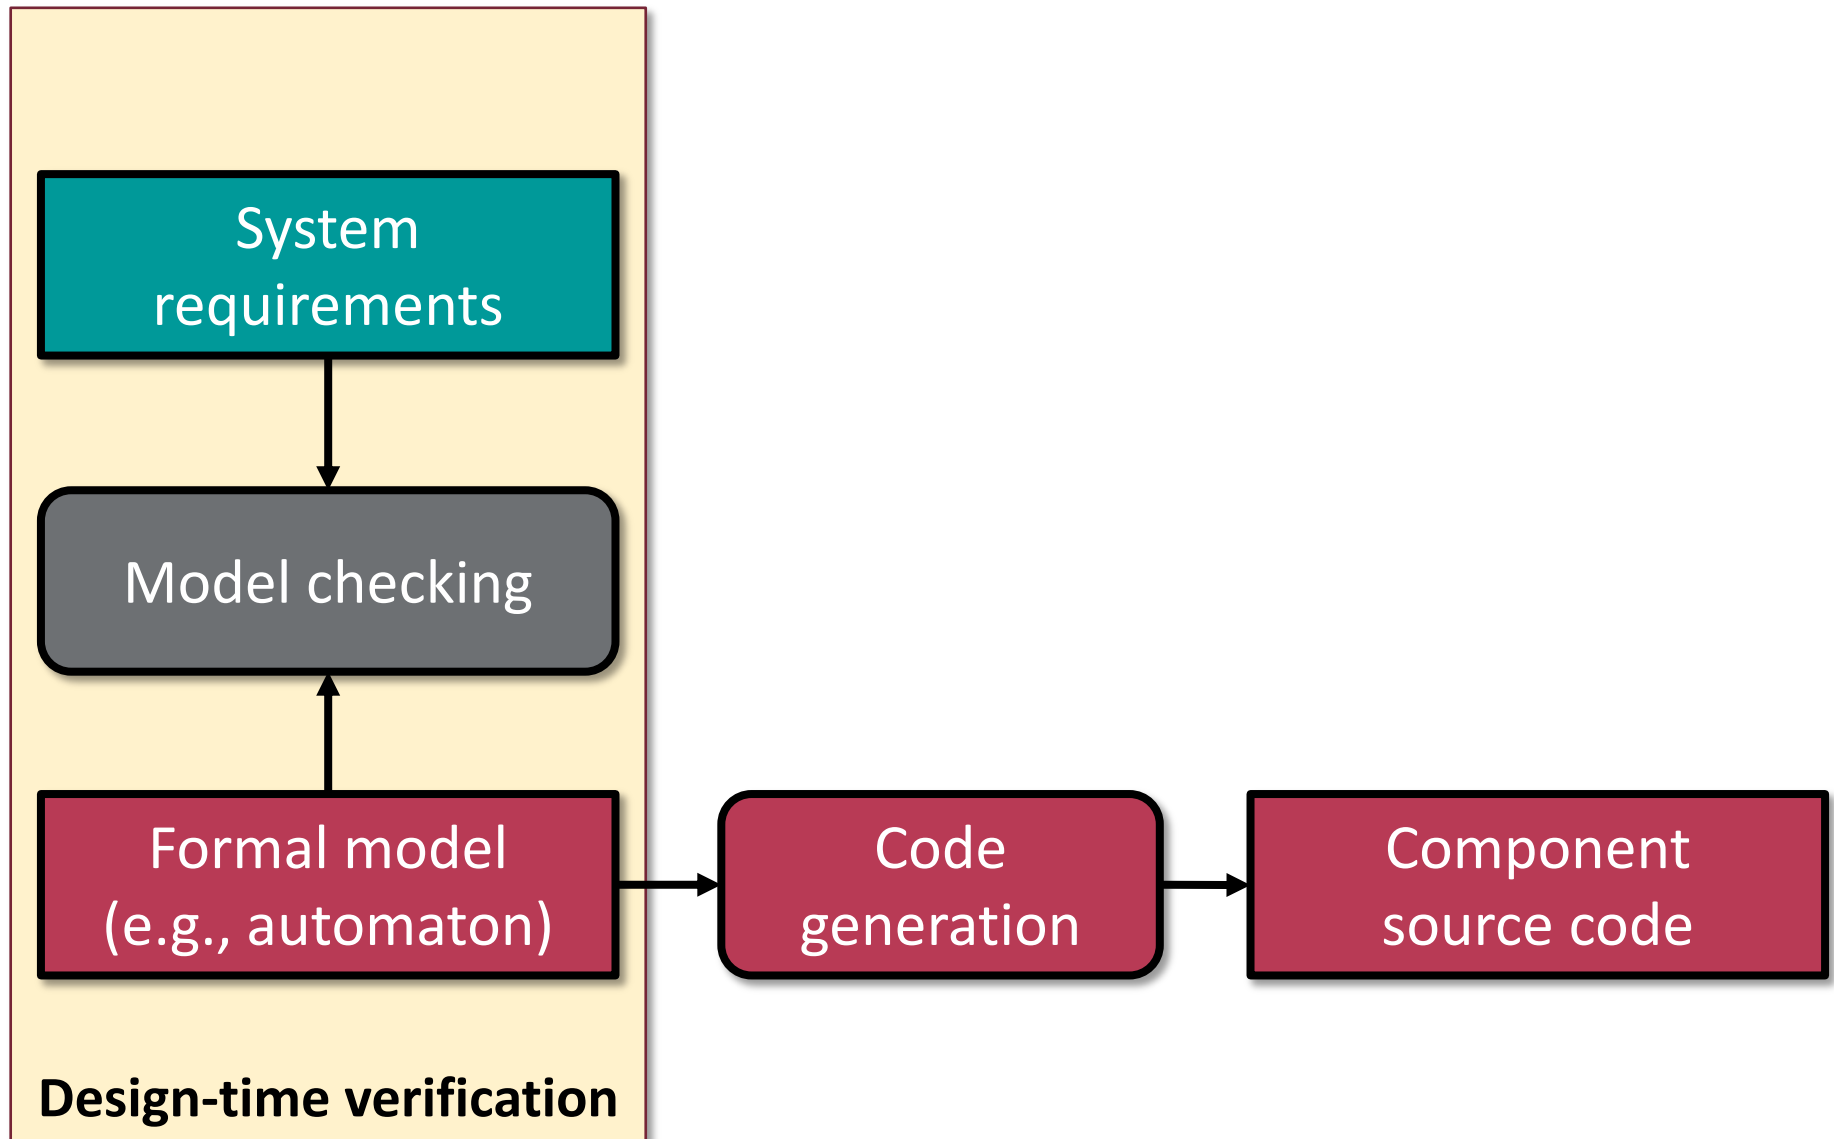 System
requirements
Model checking
Formal model
(e.g., automaton)
Code
generation
Component
source code
Design-time verification